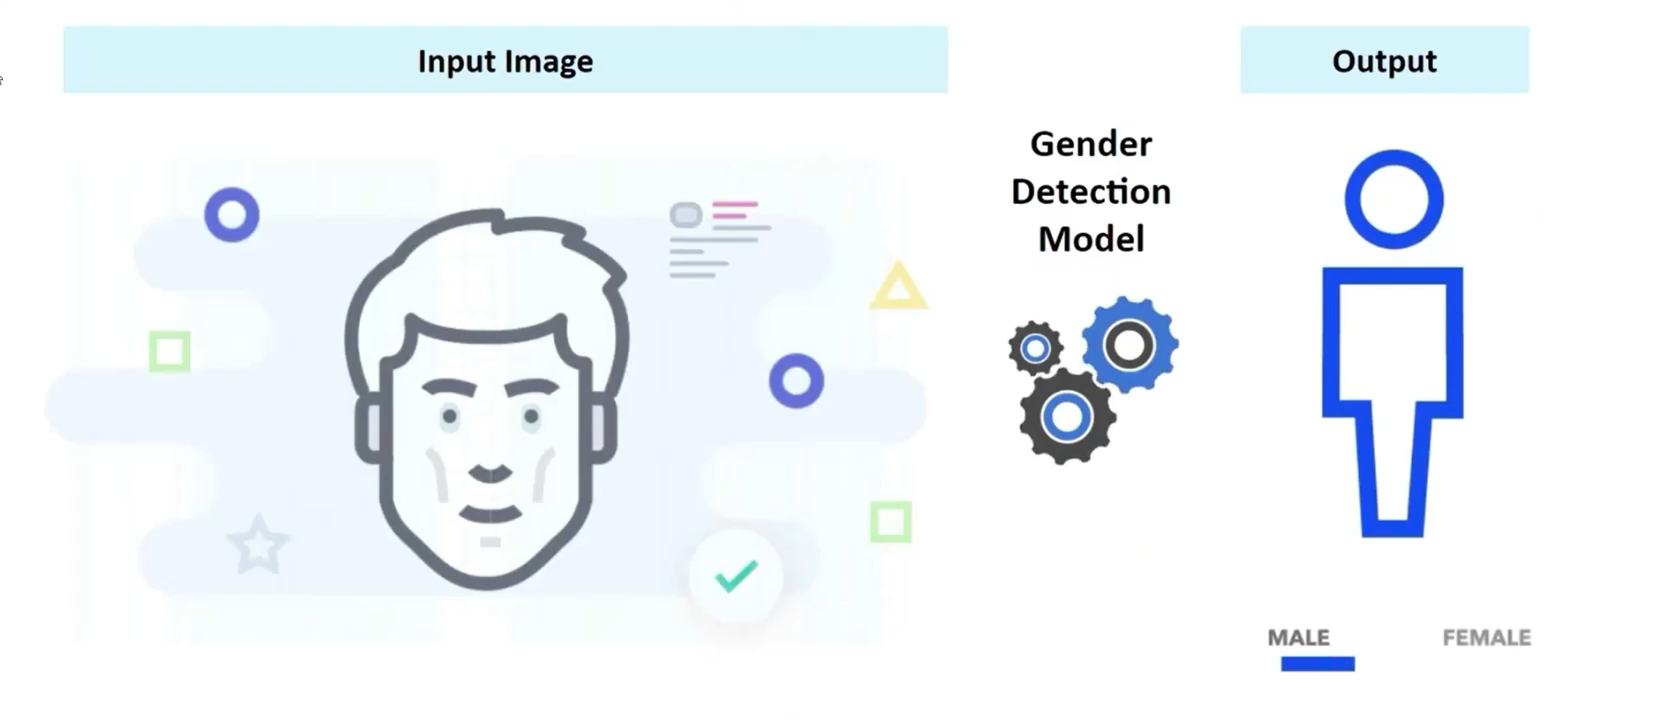 Input Image
Output
Gender
Detection
Model
MALE
FEMALE